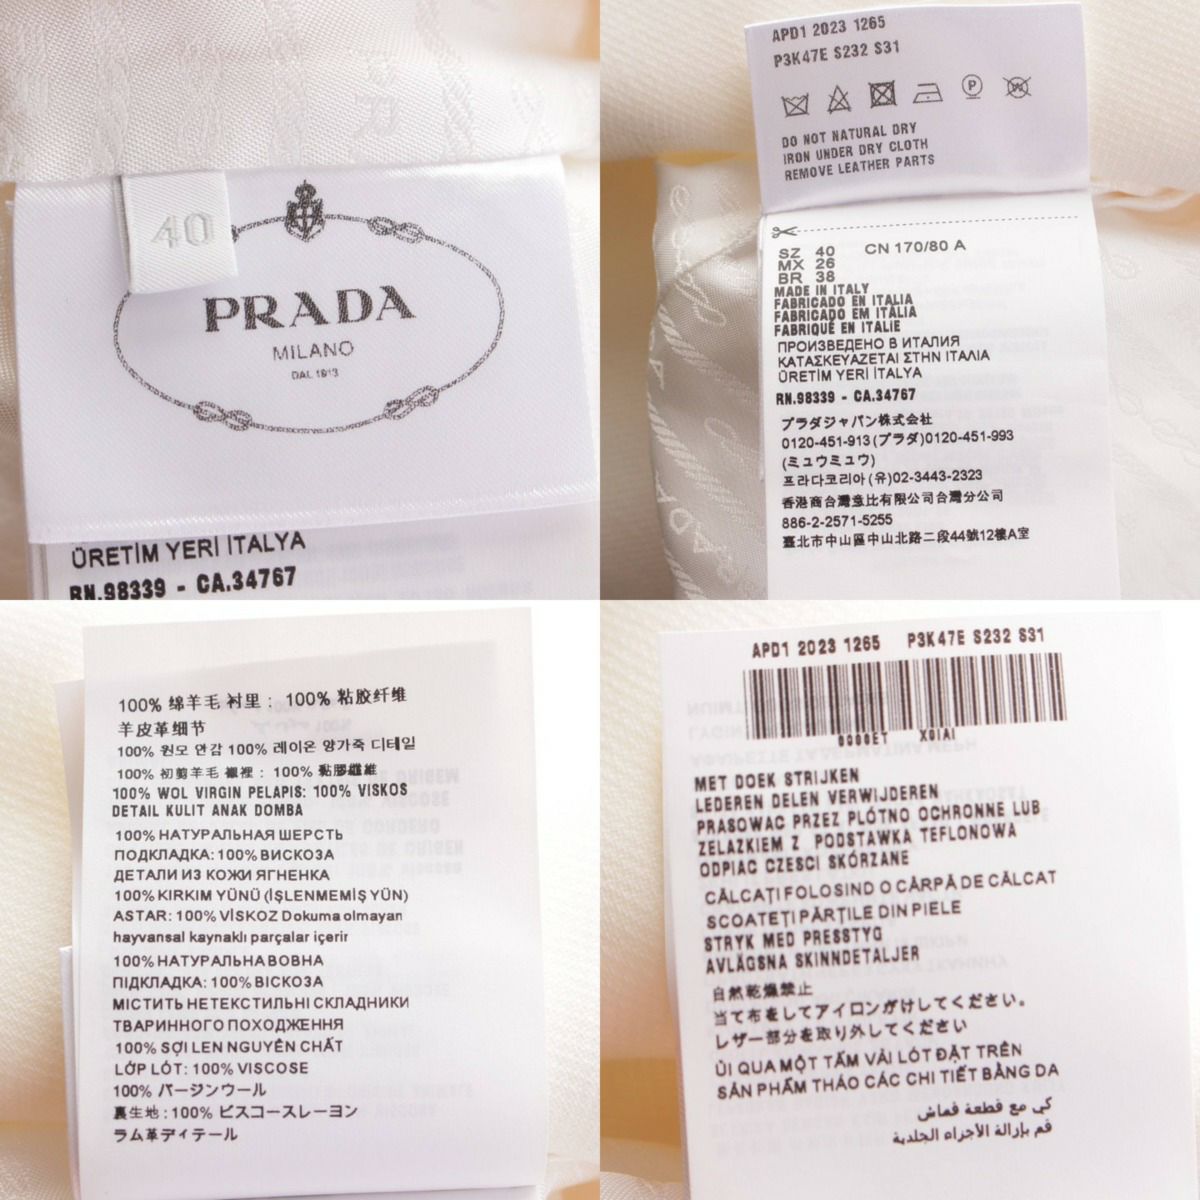 40
PRADA
MILANO
DAL 1913
ÜRETİM YERİ İTALYA
RN.98339 - CA.34767
APD1 2023 1265
P3K47E S232 S31
P
W
DO NOT NATURAL DRY
IRON UNDER DRY CLOTH
REMOVE LEATHER PARTS
SZ 40 CN 170/80 A
MX 26
BR 38
MADE IN ITALY
FABRICADO EN ITALIA
FABRICADO EM ITÁLIA
FABRIQUÉ EN ITALIE
ПРОИЗВЕДЕНО В ИТАЛИЯ
ΚΑΤΑΣΚΕΥΑΖΕΤΑΙ ΣΤΗΝ ΙΤΑΛΙΑ
ÜRETİM YERİ İTALYA
RN.98339 - CA.34767
プラダジャパン株式会社
0120-451-913(プラダ)0120-451-993
(ミュウミュウ)
프라다코리아(유)02-3443-2323
香港商台灣意比有限公司台灣分公司
886-2-2571-5255
臺北市中山區中山北路二段44號12樓A室
100% 绵羊毛 衬里: 100% 粘胶纤维
羊皮革细节
100% 원모 안감 100% 레이온 양가죽 디테일
100% 初剪羊毛 襯裡: 100% 黏膠纖維
100% WOL VIRGIN PELAPIS: 100% VISKOS
DETAIL KULIT ANAK DOMBA
100% НАТУРАЛЬНАЯ ШЕРСТЬ
ПОДКЛАДКА: 100% ВИСКОЗА
ДЕТАЛИ ИЗ КОЖИ ЯГНЕНКА
100% KIRKIM YÜNÜ (İŞLENMEMİŞ YÜN)
ASTAR: 100% VİSKOZ Dokuma olmayan
hayvansal kaynaklı parçalar içerir
100% НАТУРАЛЬНА ВОВНА
ПІДКЛАДКА: 100% ВІСКОЗА
МІСТИТЬ НЕТЕКСТИЛЬНІ СКЛАДНИКИ
ТВАРИННОГО ПОХОДЖЕННЯ
100% SỢI LEN NGUYÊN CHẤT
LỚP LÓT: 100% VISCOSE
100% バージンウール
裏生地:100% ビスコースレーヨン
ラム革ディテール
APD1 2023 1265 P3K47E S232 S31
MET DOEK STRIJKEN
LEDEREN DELEN VERWIJDEREN
PRASOWAC PRZEZ PLÓTNO OCHRONNE LUB
ZELAZKIEM Z PODSTAWKA TEFLONOWA
ODPIAC CZESCI SKÓRZANE
CĂLCAȚI FOLOSIND O CÂRPĂ DE CĂLCAT
SCOATEȚI PĂRȚILE DIN PIELE
STRYK MED PRESSTYG
AVLÄGSNA SKINNDETALJER
自然乾燥禁止
当て布をしてアイロンがけしてください。
レザー部分を取り外してください
ỦI QUA MỘT TẤM VẢI LÓT ĐẶT TRÊN
SẢN PHẨM THÁO CÁC CHI TIẾT BẰNG DA
كي مع قطعة قماش
قم بإزالة الأجزاء الجلدية